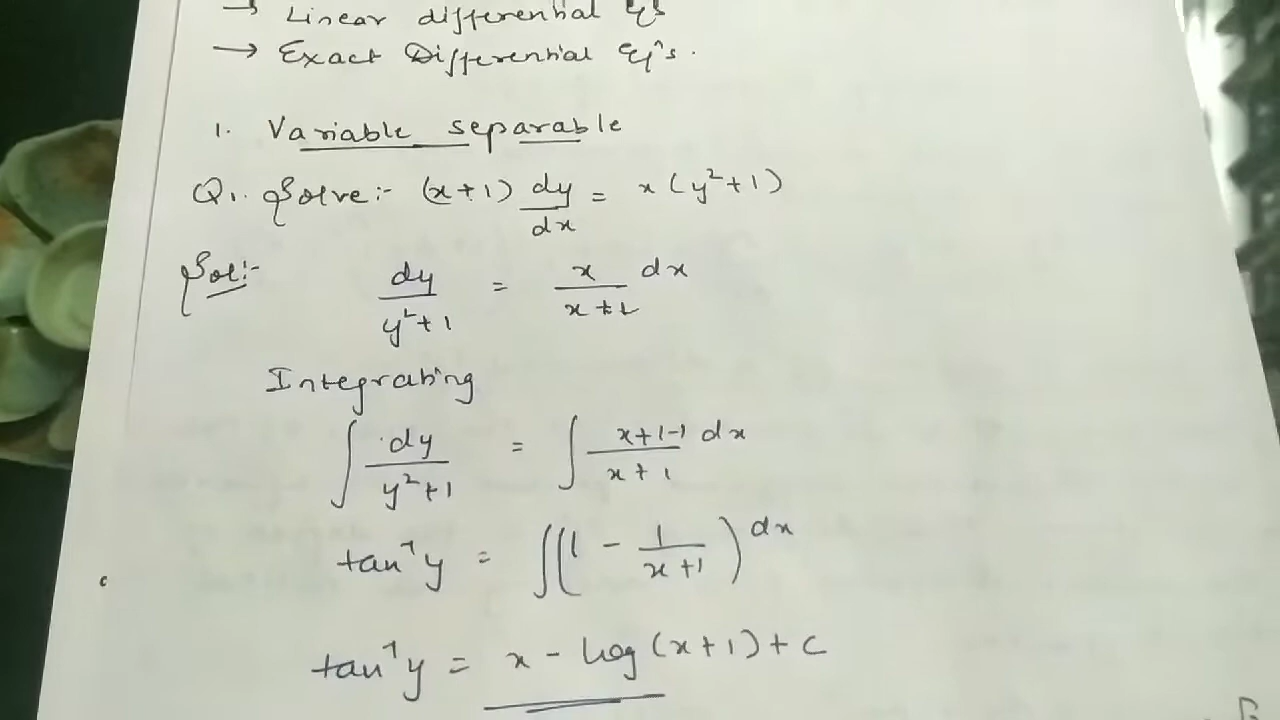 → Linear differential Eqs
→ Exact Differential Eqⁿs.
1. Variable separable
Q1. Solve:- (x+1) dy/dx = x(y²+1)
Sol:- dy/(y²+1) = x/(x+1) dx
Integrating
∫ dy/(y²+1) = ∫ (x+1-1)/(x+1) dx
tan⁻¹y = ∫(1 - 1/(x+1)) dx
tan⁻¹y = x - log(x+1) + c